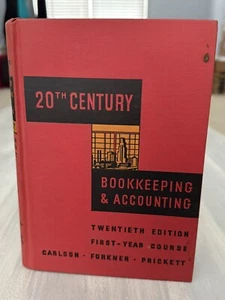 20TH CENTURY
BOOKKEEPING
& ACCOUNTING
TWENTIETH EDITION
FIRST-YEAR COURSE
CARLSON · FORKNER · PRICKETT